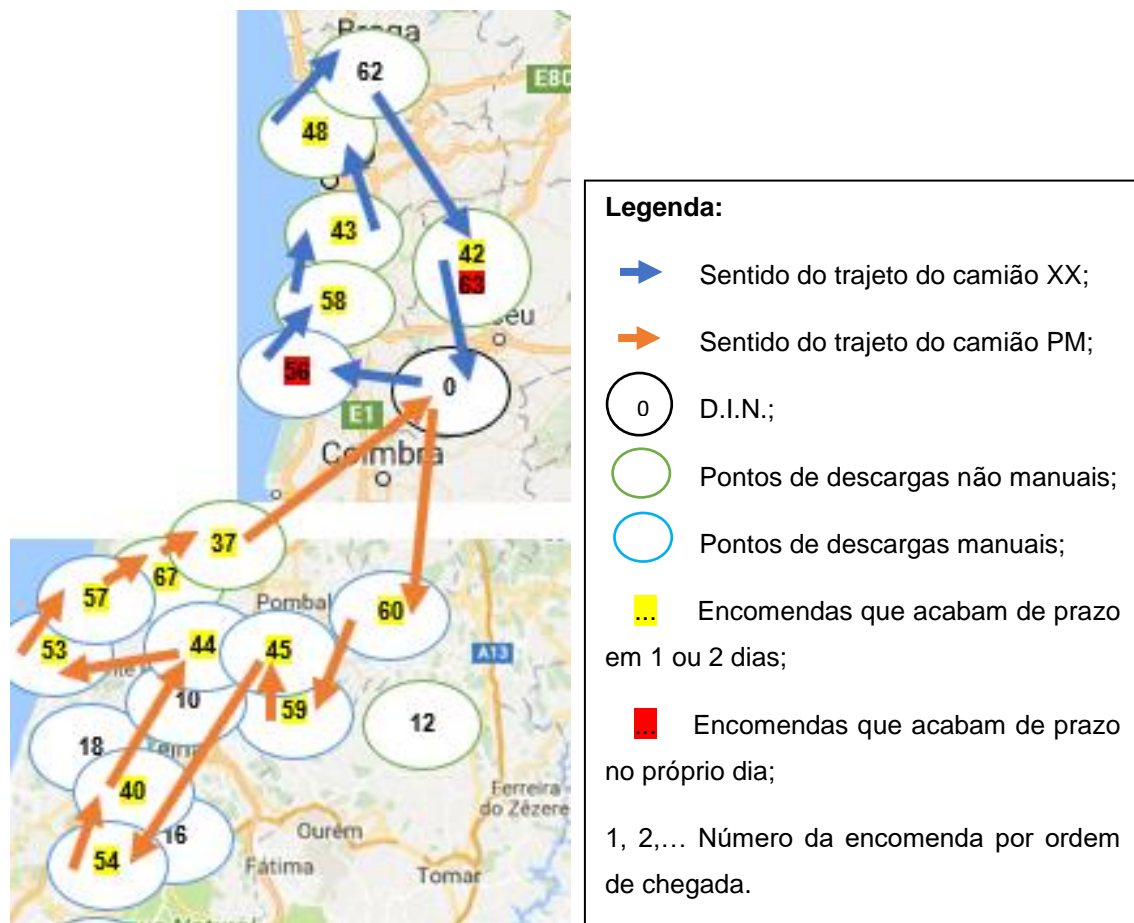 Braga
62
48
43
42
63
58
56
0
E1
Coimbra
37
67
57
Pombal
60
53
44
45
A13
10
59
12
18
40
Ferreira
do Zêzere
16
Ourém
54
Fátima
Tomar
Legenda:
Sentido do trajeto do camião XX;
Sentido do trajeto do camião PM;
0 D.I.N.;
Pontos de descargas não manuais;
Pontos de descargas manuais;
... Encomendas que acabam de prazo
em 1 ou 2 dias;
... Encomendas que acabam de prazo
no próprio dia;
1, 2,… Número da encomenda por ordem
de chegada.